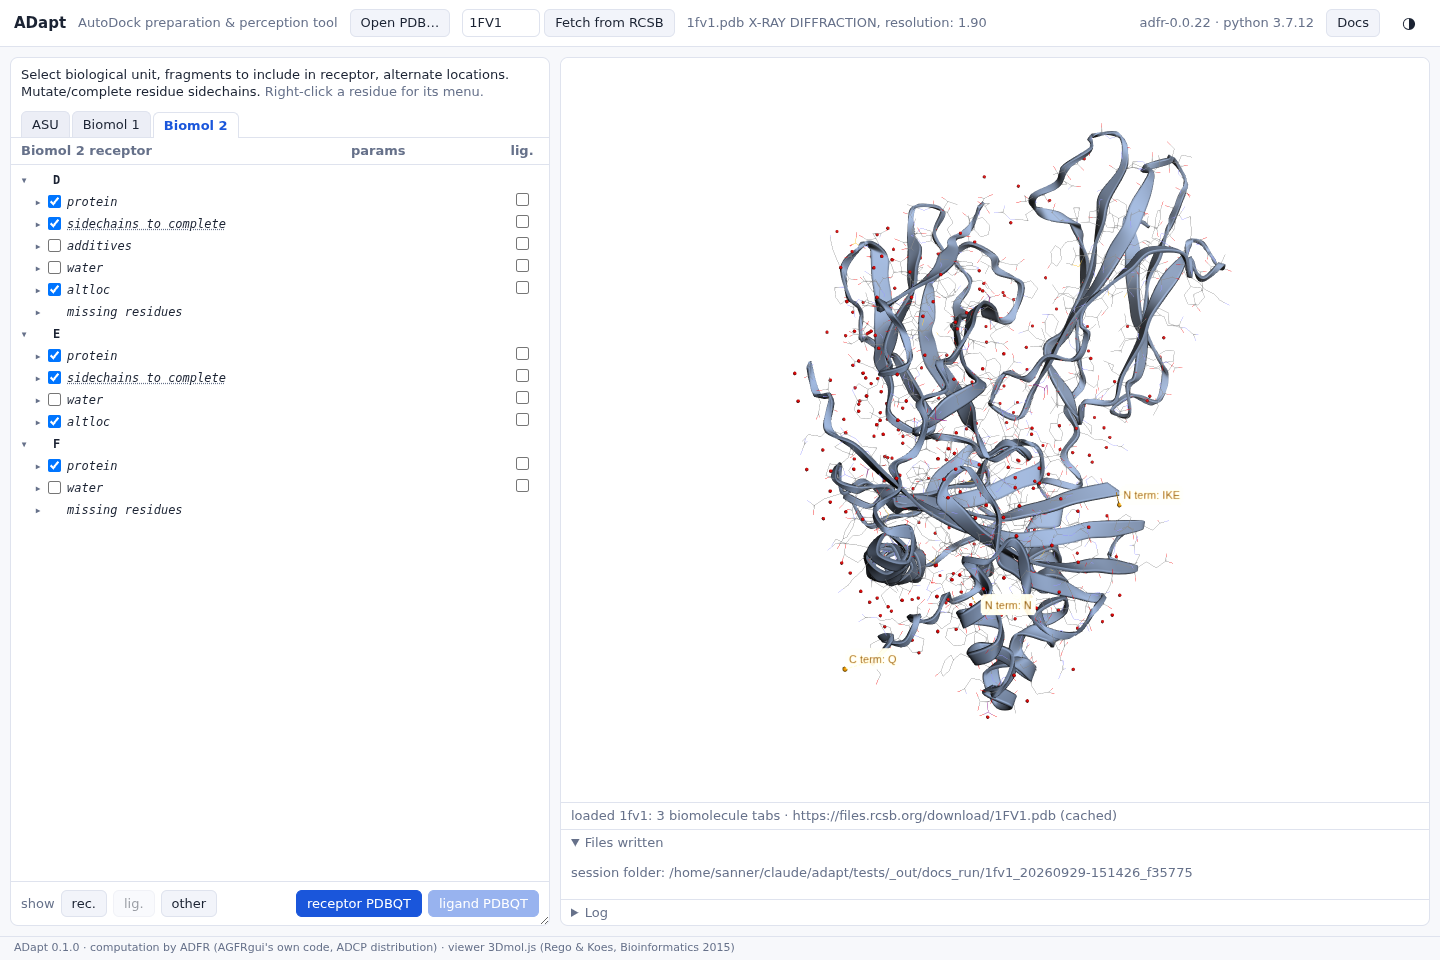 ADapt AutoDock preparation & perception tool Open PDB... 1FV1 Fetch from RCSB 1fv1.pdb X-RAY DIFFRACTION, resolution: 1.90 adfr-0.0.22 · python 3.7.12 Docs
Select biological unit, fragments to include in receptor, alternate locations.
Mutate/complete residue sidechains. Right-click a residue for its menu.
ASU Biomol 1 Biomol 2
Biomol 2 receptor params lig.
D
protein
sidechains to complete
additives
water
altloc
missing residues
E
protein
sidechains to complete
water
altloc
F
protein
water
missing residues
show rec. lig. other receptor PDBQT ligand PDBQT
N term: IKE
N term: N
C term: Q
loaded 1fv1: 3 biomolecule tabs · https://files.rcsb.org/download/1FV1.pdb (cached)
Files written
session folder: /home/sanner/claude/adapt/tests/_out/docs_run/1fv1_20260929-151426_f35775
Log
ADapt 0.1.0 · computation by ADFR (AGFRgui's own code, ADCP distribution) · viewer 3Dmol.js (Rego & Koes, Bioinformatics 2015)